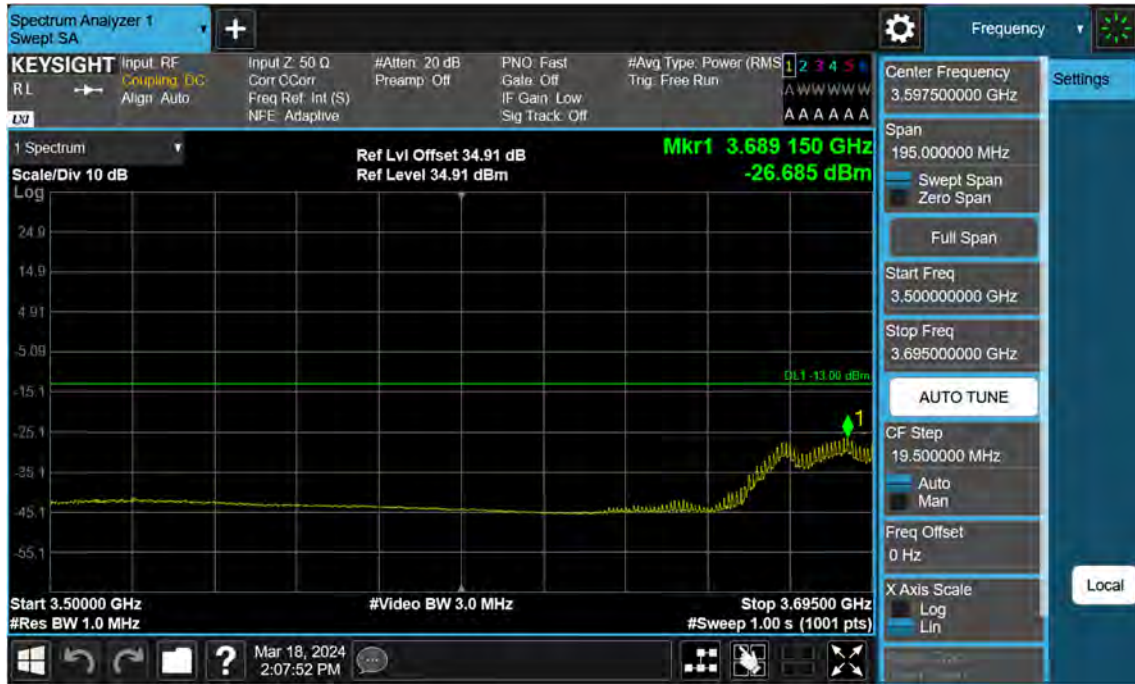 Spectrum Analyzer 1
Swept SA
+
Frequency
KEYSIGHT
RL
LXI
Input: RF
Coupling: DC
Align: Auto
Input Z: 50 Ω
Corr CCorr
Freq Ref: Int (S)
NFE: Adaptive
#Atten: 20 dB
Preamp: Off
PNO: Fast
Gate: Off
IF Gain: Low
Sig Track: Off
#Avg Type: Power (RMS
Trig: Free Run
1 2 3 4 5 6
A W W W W W
A A A A A A
1 Spectrum
Scale/Div 10 dB
Ref Lvl Offset 34.91 dB
Ref Level 34.91 dBm
Mkr1 3.689 150 GHz
-26.685 dBm
Log
24.9
14.9
4.91
-5.09
-15.1
-25.1
-35.1
-45.1
-55.1
DL1 -13.00 dBm
1
Start 3.50000 GHz
#Res BW 1.0 MHz
#Video BW 3.0 MHz
Stop 3.69500 GHz
#Sweep 1.00 s (1001 pts)
Center Frequency
3.597500000 GHz
Span
195.000000 MHz
Swept Span
Zero Span
Full Span
Start Freq
3.500000000 GHz
Stop Freq
3.695000000 GHz
AUTO TUNE
CF Step
19.500000 MHz
Auto
Man
Freq Offset
0 Hz
X Axis Scale
Log
Lin
Settings
Local
?
Mar 18, 2024
2:07:52 PM